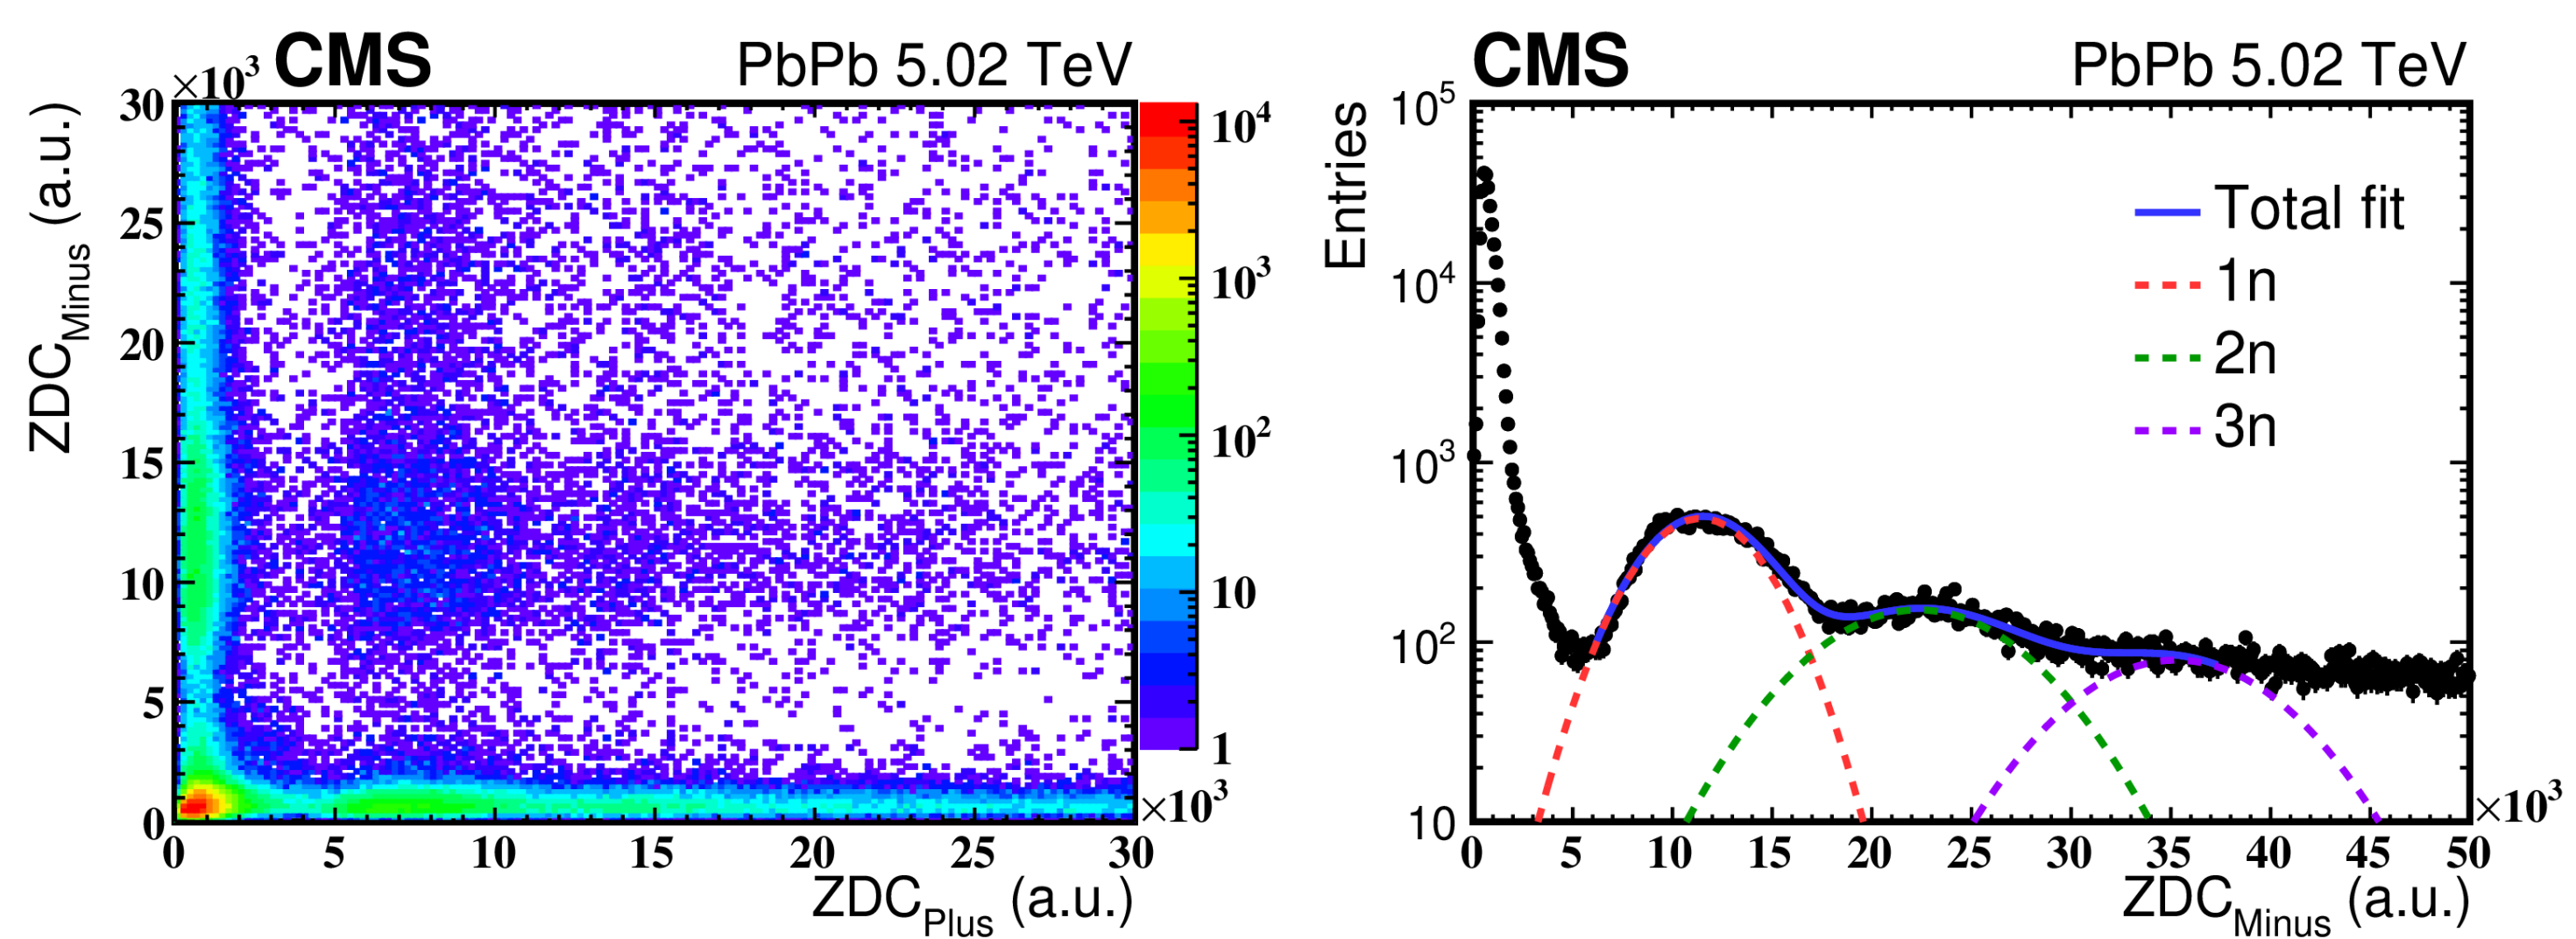 CMS PbPb 5.02 TeV
×10³
ZDC_Minus (a.u.)
30
25
20
15
10
5
0
0 5 10 15 20 25 30
×10³
ZDC_Plus (a.u.)
10⁴
10³
10²
10
1
CMS PbPb 5.02 TeV
Entries
10⁵
10⁴
10³
10²
10
Total fit
1n
2n
3n
0 5 10 15 20 25 30 35 40 45 50
×10³
ZDC_Minus (a.u.)